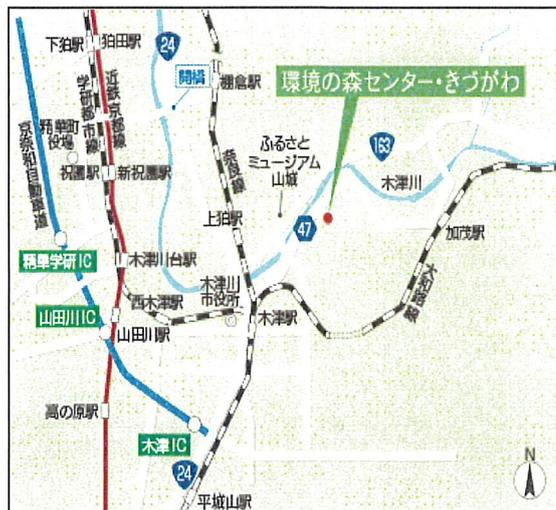 下狛駅
狛田駅
24
開橋
棚倉駅
環境の森センター・きづがわ
学研都市線
近鉄京都線
京奈和自動車道
精華町
役場
祝園駅
新祝園駅
奈良線
ふるさと
ミュージアム
山城
163
木津川
上狛駅
47
加茂駅
精華学研IC
木津川台駅
木津川
市役所
西木津駅
木津駅
大和路線
山田川IC
山田川駅
高の原駅
木津IC
24
平城山駅
N